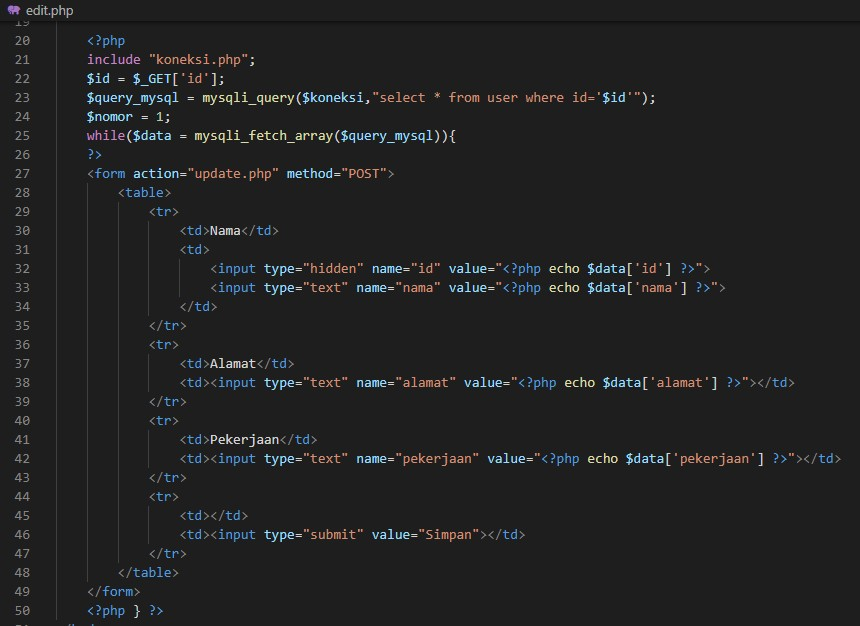 edit.php
19
20 <?php
21 include "koneksi.php";
22 $id = $_GET['id'];
23 $query_mysql = mysqli_query($koneksi,"select * from user where id='$id'");
24 $nomor = 1;
25 while($data = mysqli_fetch_array($query_mysql)){
26 ?>
27 <form action="update.php" method="POST">
28 <table>
29 <tr>
30 <td>Nama</td>
31 <td>
32 <input type="hidden" name="id" value="<?php echo $data['id'] ?>">
33 <input type="text" name="nama" value="<?php echo $data['nama'] ?>">
34 </td>
35 </tr>
36 <tr>
37 <td>Alamat</td>
38 <td><input type="text" name="alamat" value="<?php echo $data['alamat'] ?>"></td>
39 </tr>
40 <tr>
41 <td>Pekerjaan</td>
42 <td><input type="text" name="pekerjaan" value="<?php echo $data['pekerjaan'] ?>"></td>
43 </tr>
44 <tr>
45 <td></td>
46 <td><input type="submit" value="Simpan"></td>
47 </tr>
48 </table>
49 </form>
50 <?php } ?>